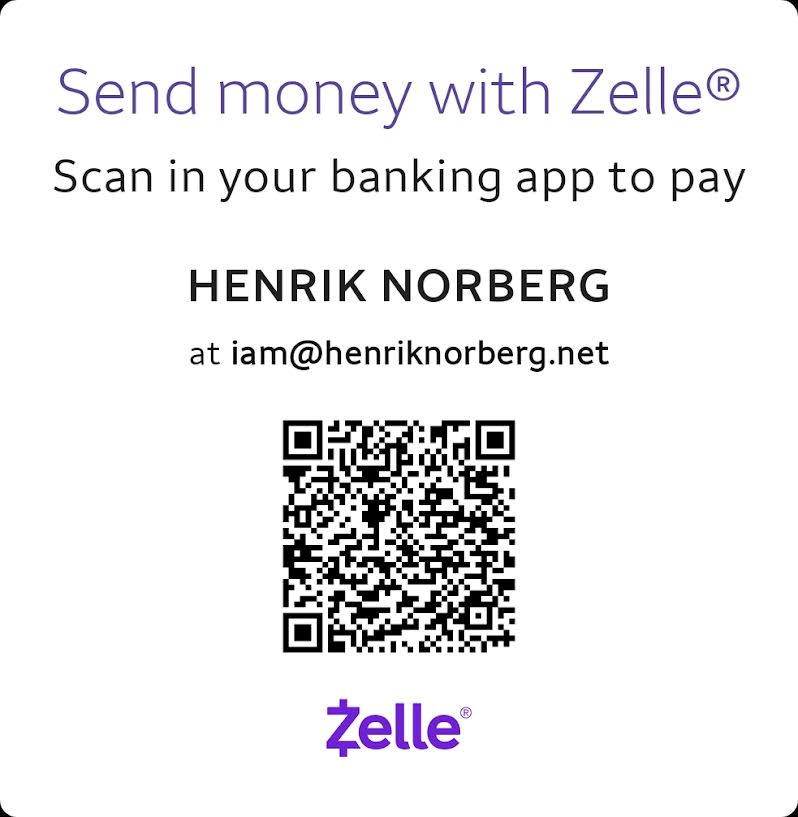 Send money with Zelle®
Scan in your banking app to pay
HENRIK NORBERG
at iam@henriknorberg.net
Zelle®